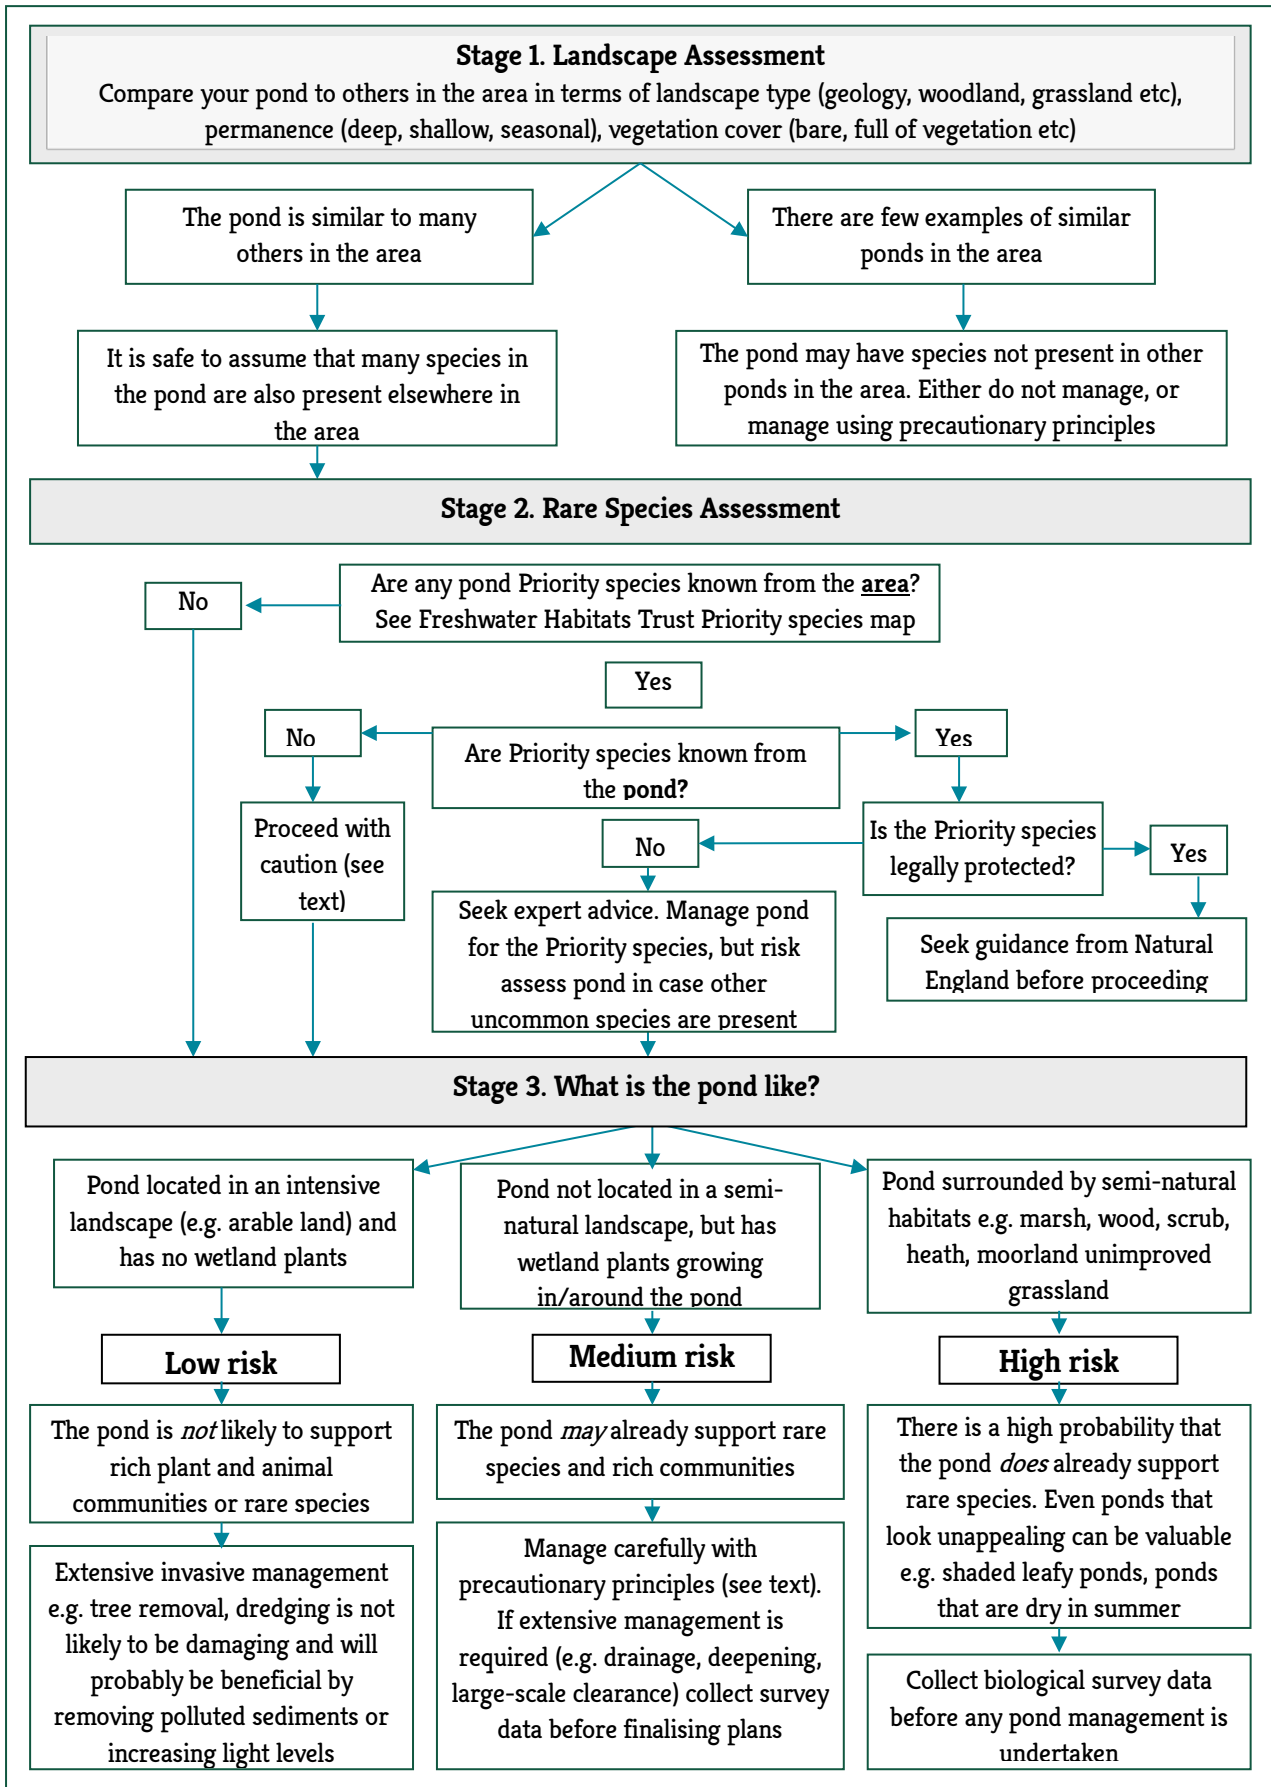 Stage 1. Landscape Assessment
Compare your pond to others in the area in terms of landscape type (geology, woodland, grassland etc),
permanence (deep, shallow, seasonal), vegetation cover (bare, full of vegetation etc)
The pond is similar to many
others in the area
There are few examples of similar
ponds in the area
It is safe to assume that many species in
the pond are also present elsewhere in
the area
The pond may have species not present in other
ponds in the area. Either do not manage, or
manage using precautionary principles
Stage 2. Rare Species Assessment
Are any pond Priority species known from the area?
See Freshwater Habitats Trust Priority species map
No
Yes
No
Are Priority species known from
the pond?
Yes
Proceed with
caution (see
text)
No
Is the Priority species
legally protected?
Yes
Seek expert advice. Manage pond
for the Priority species, but risk
assess pond in case other
uncommon species are present
Seek guidance from Natural
England before proceeding
Stage 3. What is the pond like?
Pond located in an intensive
landscape (e.g. arable land) and
has no wetland plants
Pond not located in a semi-
natural landscape, but has
wetland plants growing
in/around the pond
Pond surrounded by semi-natural
habitats e.g. marsh, wood, scrub,
heath, moorland unimproved
grassland
Low risk
Medium risk
High risk
The pond is not likely to support
rich plant and animal
communities or rare species
The pond may already support rare
species and rich communities
There is a high probability that
the pond does already support
rare species. Even ponds that
look unappealing can be valuable
e.g. shaded leafy ponds, ponds
that are dry in summer
Extensive invasive management
e.g. tree removal, dredging is not
likely to be damaging and will
probably be beneficial by
removing polluted sediments or
increasing light levels
Manage carefully with
precautionary principles (see text).
If extensive management is
required (e.g. drainage, deepening,
large-scale clearance) collect survey
data before finalising plans
Collect biological survey data
before any pond management is
undertaken